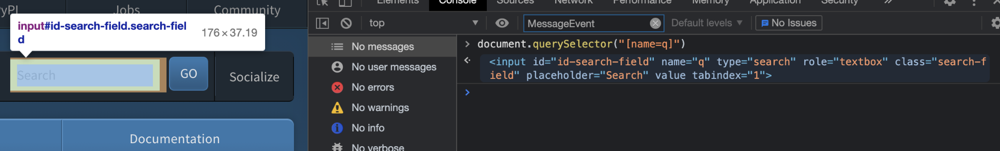 PyPI Jobs Community
input#id-search-field.search-fiel
d
176×37.19
Search GO Socialize
Documentation
Elements Console Sources Network Performance Memory Application Security »
top MessageEvent Default levels No Issues
No messages
No user messages
No errors
No warnings
No info
No verbose
> document.querySelector("[name=q]")
<input id="id-search-field" name="q" type="search" role="textbox" class="search-f
ield" placeholder="Search" value tabindex="1">
>